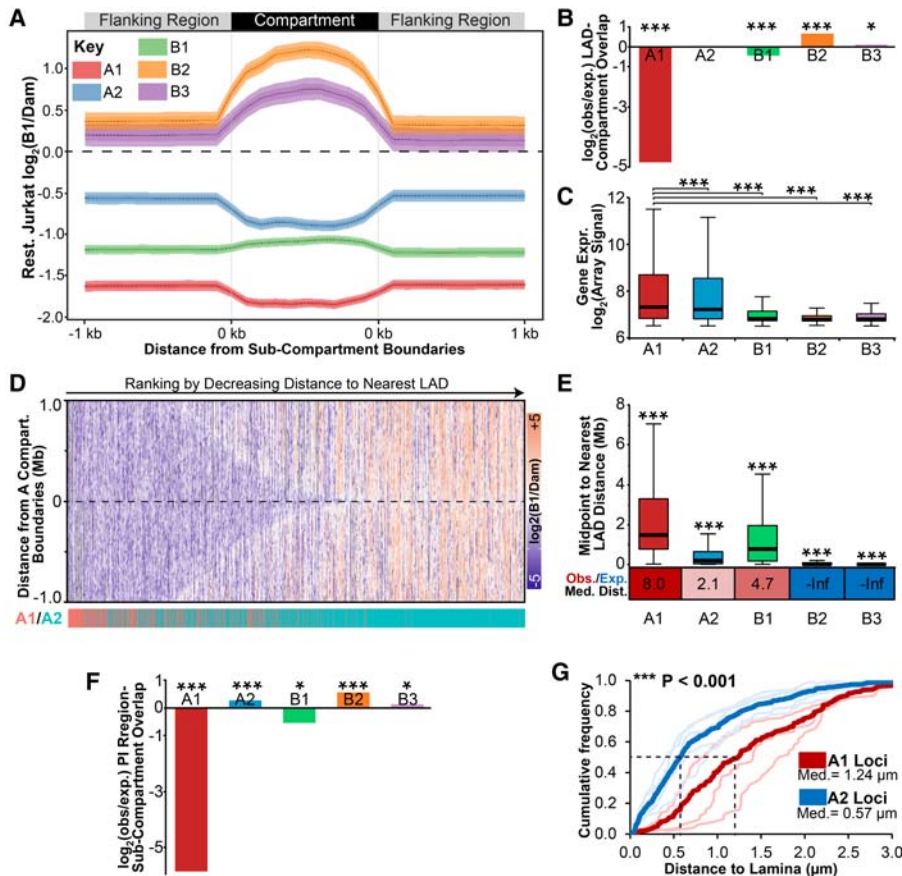 A
Flanking Region Compartment Flanking Region
Key
A1
A2
B1
B2
B3
Rest. Jurkat log2(B1/Dam)
1.0
0.5
0.0
-0.5
-1.0
-1.5
-2.0
-1 kb 0 kb 0 kb 1 kb
Distance from Sub-Compartment Boundaries
B
log2(obs/exp.) LAD-
Compartment Overlap
*** *** *** *
1
0
-1
-3
-5
A1 A2 B1 B2 B3
C
Gene Expr.
log2(Array Signal)
*** *** *** ***
12
10
8
6
A1 A2 B1 B2 B3
D
Ranking by Decreasing Distance to Nearest LAD
Distance from A Compart.
Boundaries (Mb)
1.0
0
-1.0
+5
log2(B1/Dam)
-5
A1/A2
E
Midpoint to Nearest
LAD Distance (Mb)
8
6
4
2
0
*** *** *** *** ***
Obs./Exp.
Med. Dist.
8.0 2.1 4.7 -Inf -Inf
A1 A2 B1 B2 B3
F
log2(obs/exp.) PI Rregion-
Sub-Compartment Overlap
*** *** * *** *
A1 A2 B1 B2 B3
1
0
-1
-3
-5
G
*** P < 0.001
Cumulative frequency
1.0
0.8
0.6
0.4
0.2
0.0
A1 Loci
Med.= 1.24 µm
A2 Loci
Med.= 0.57 µm
0.0 0.5 1.0 1.5 2.0 2.5 3.0
Distance to Lamina (µm)